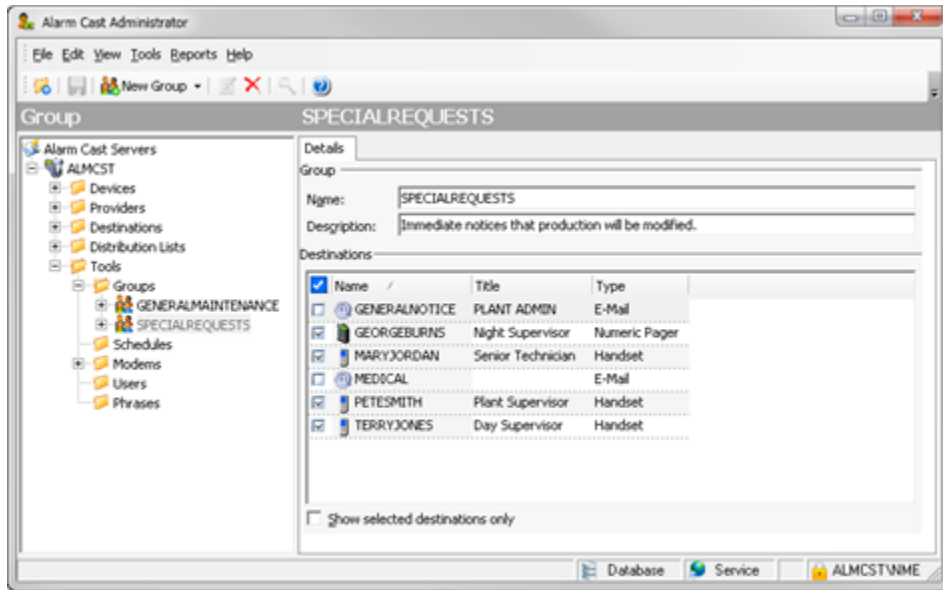 Alarm Cast Administrator
File Edit View Tools Reports Help
New Group
Group
SPECIALREQUESTS
Alarm Cast Servers
ALMCST
Devices
Providers
Destinations
Distribution Lists
Tools
Groups
GENERALMAINTENANCE
SPECIALREQUESTS
Schedules
Modems
Users
Phrases
Details
Group
Name: SPECIALREQUESTS
Description: Immediate notices that production will be modified.
Destinations
Name Title Type
GENERALNOTICE PLANT ADMIN E-Mail
GEORGEBURNS Night Supervisor Numeric Pager
MARYJORDAN Senior Technician Handset
MEDICAL E-Mail
PETESMITH Plant Supervisor Handset
TERRYJONES Day Supervisor Handset
Show selected destinations only
Database Service ALMCST\NME